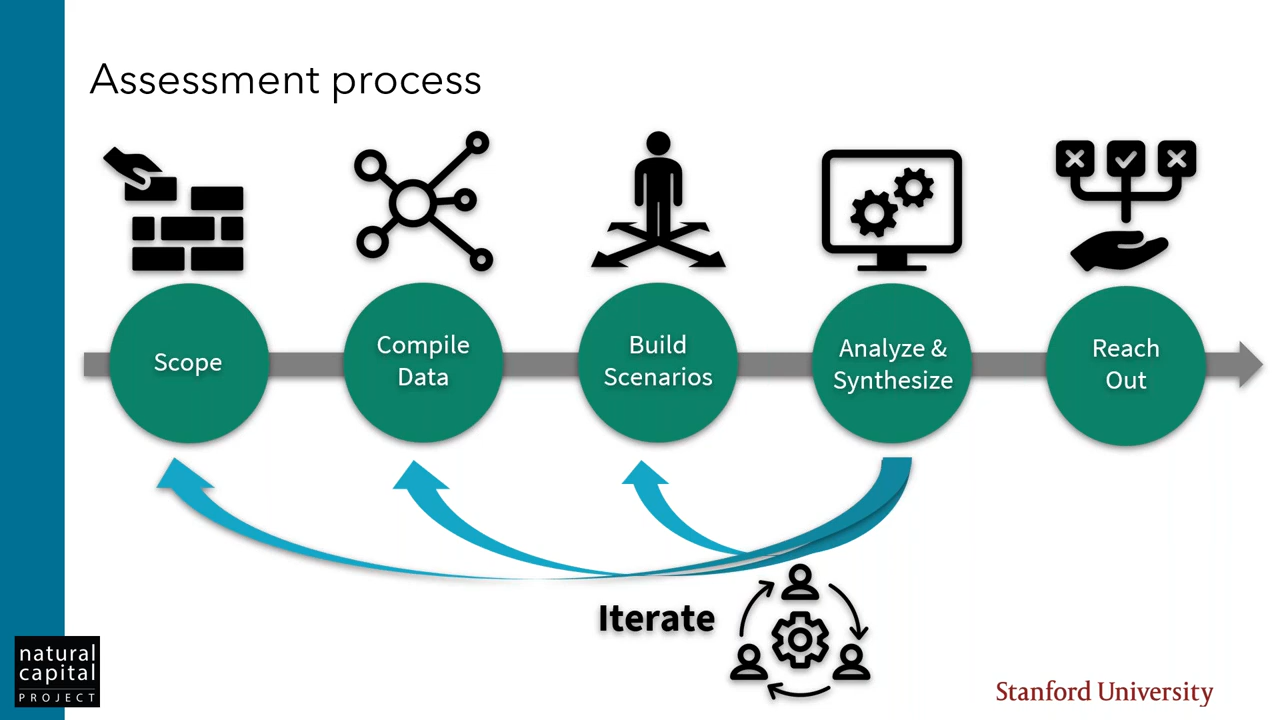 Assessment process
Scope
Compile
Data
Build
Scenarios
Analyze &
Synthesize
Reach
Out
Iterate
natural
capital
PROJECT
Stanford University